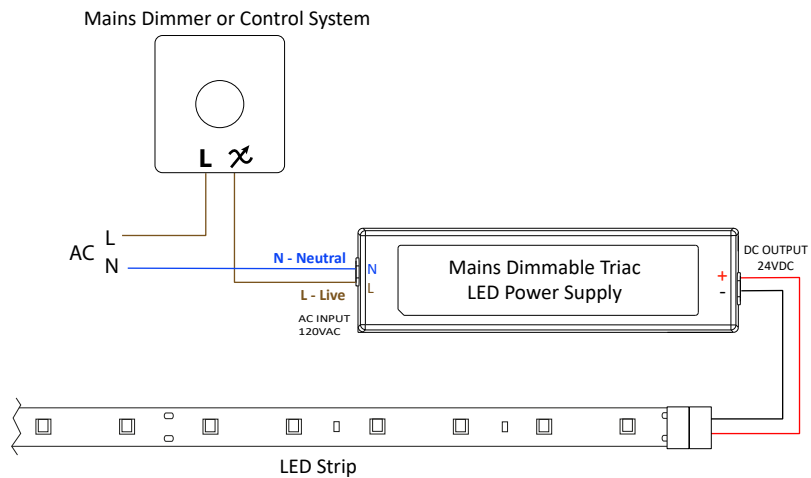 Mains Dimmer or Control System
L
AC
L
N
N - Neutral
L - Live
AC INPUT
120VAC
N
L
Mains Dimmable Triac
LED Power Supply
+
-
DC OUTPUT
24VDC
LED Strip